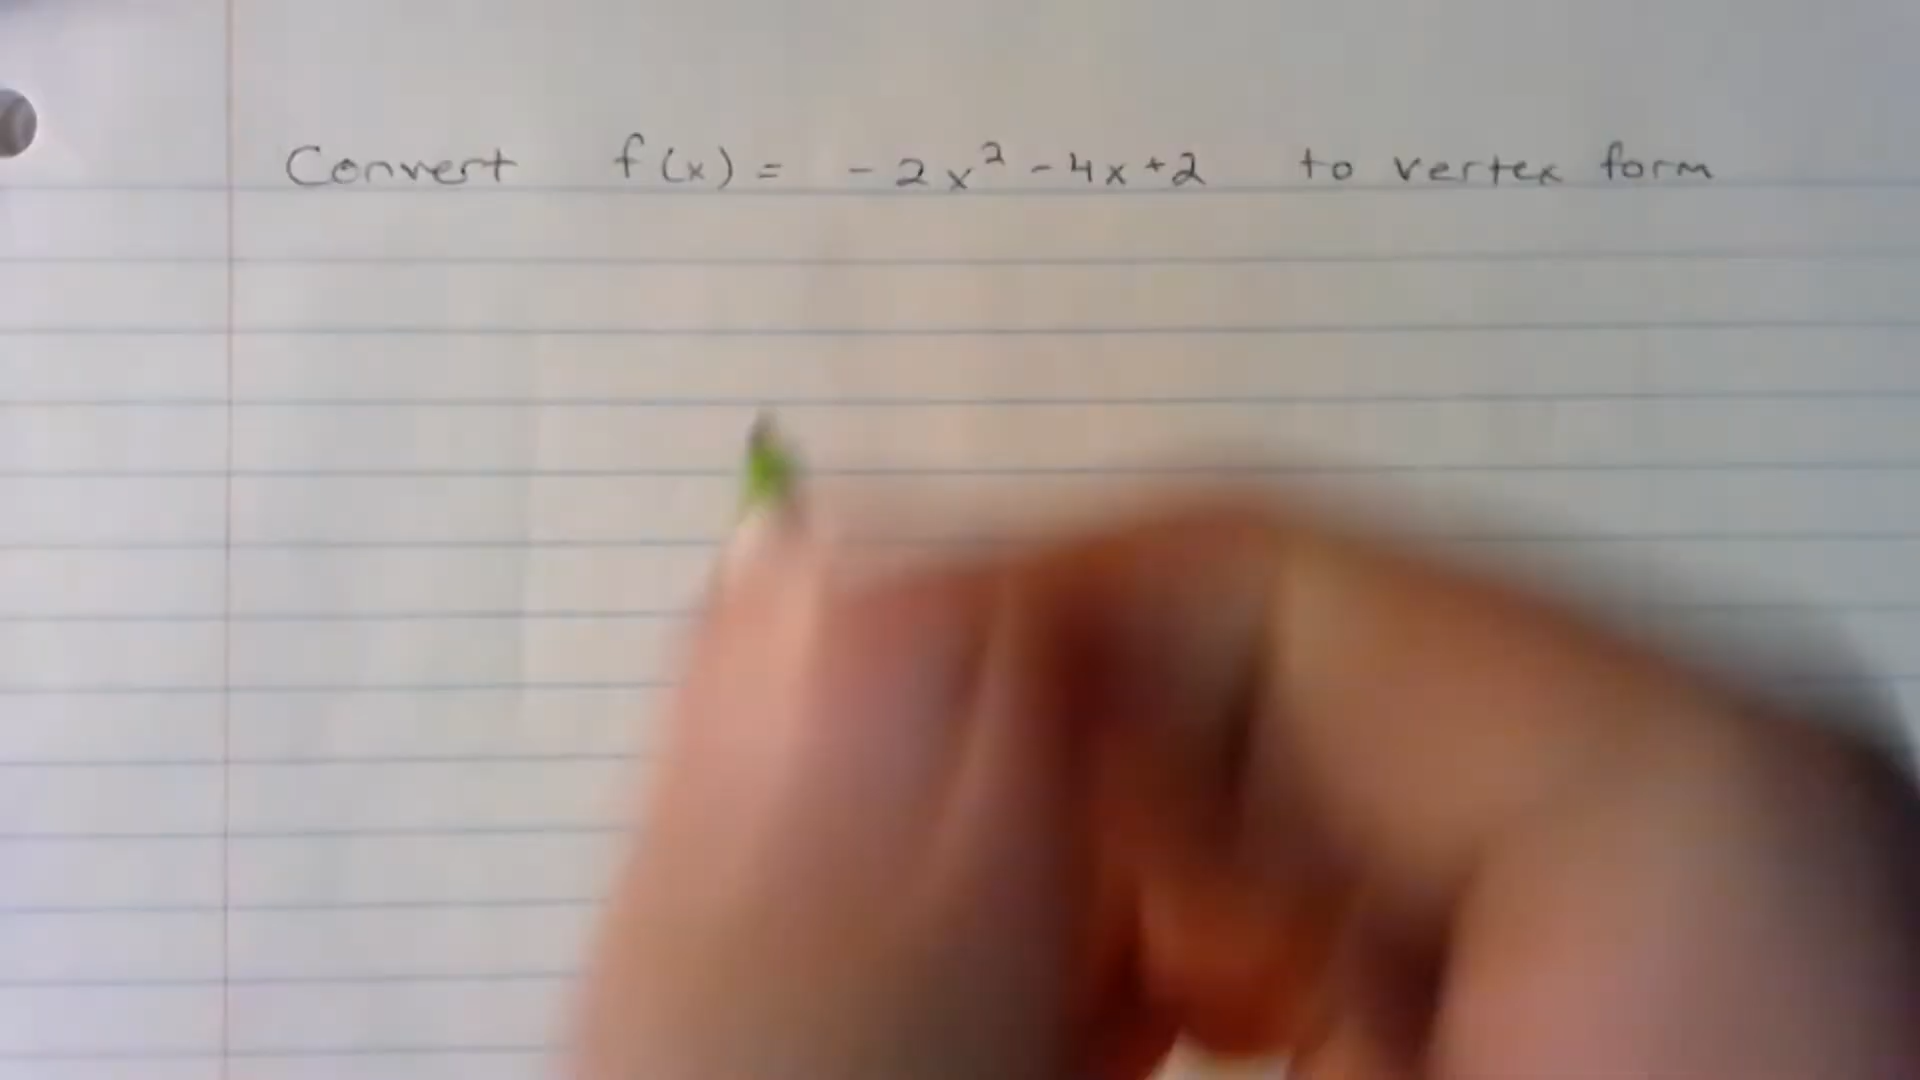 Convert f(x) = -2x² -4x+2 to vertex form